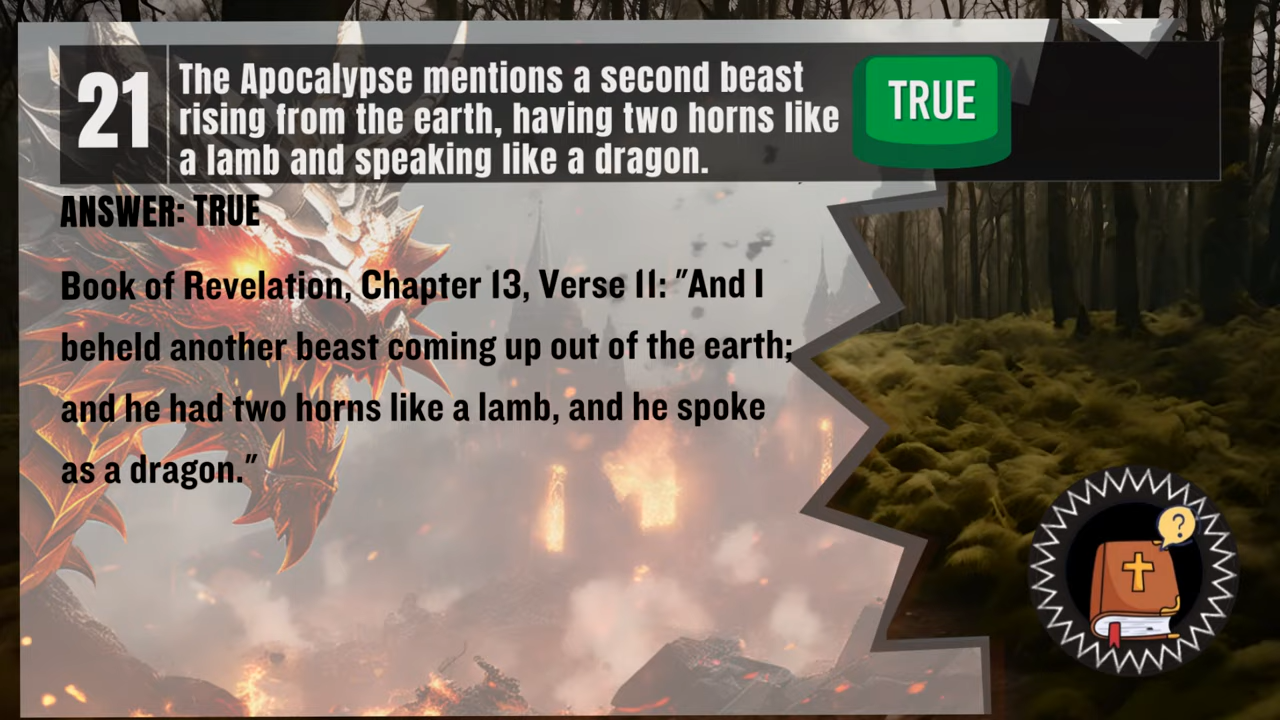 21
The Apocalypse mentions a second beast
rising from the earth, having two horns like
a lamb and speaking like a dragon.
TRUE
ANSWER: TRUE
Book of Revelation, Chapter 13, Verse 11: "And I
beheld another beast coming up out of the earth;
and he had two horns like a lamb, and he spoke
as a dragon."
?